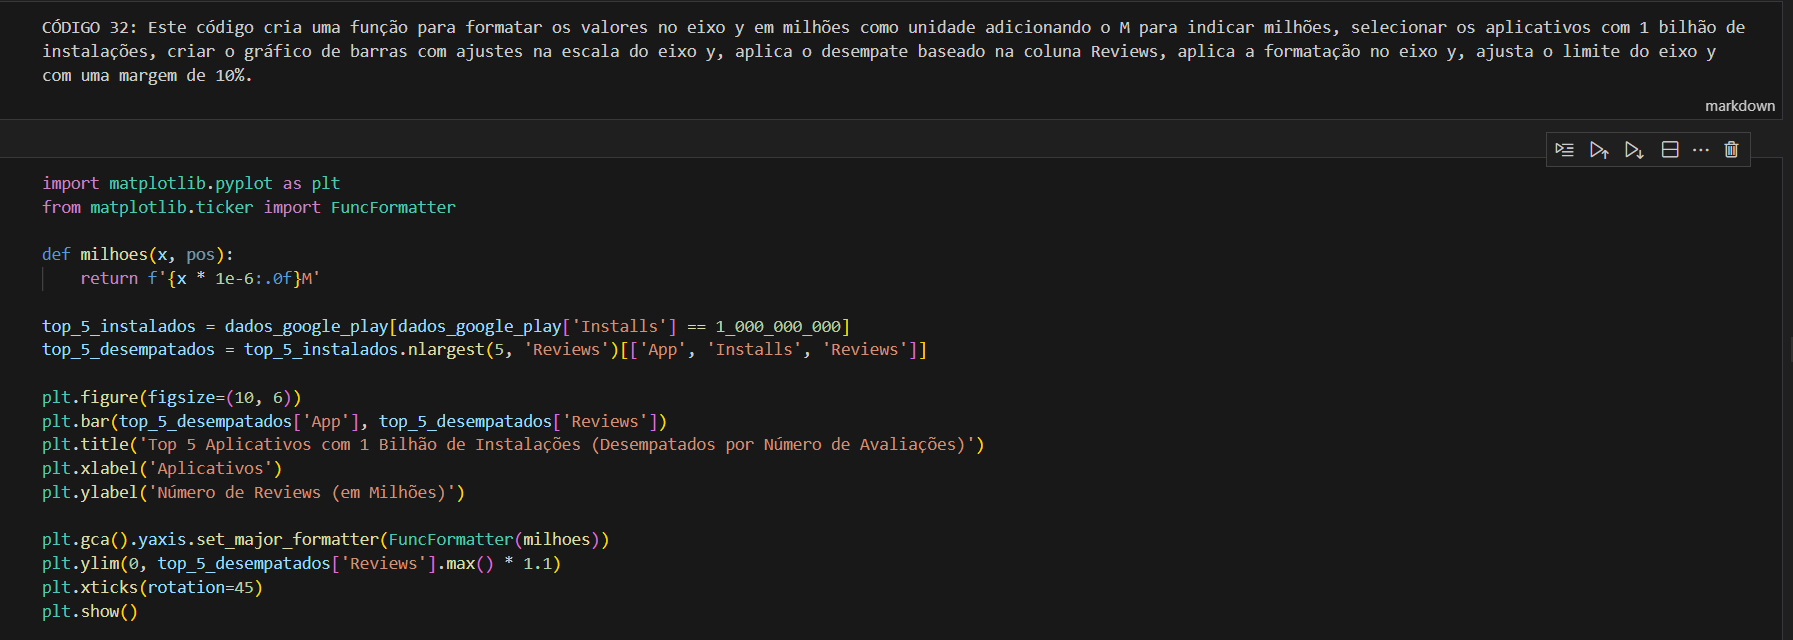 CÓDIGO 32: Este código cria uma função para formatar os valores no eixo y em milhões como unidade adicionando o M para indicar milhões, selecionar os aplicativos com 1 bilhão de
instalações, criar o gráfico de barras com ajustes na escala do eixo y, aplica o desempate baseado na coluna Reviews, aplica a formatação no eixo y, ajusta o limite do eixo y
com uma margem de 10%.
markdown
import matplotlib.pyplot as plt
from matplotlib.ticker import FuncFormatter
def milhoes(x, pos):
    return f'{x * 1e-6:.0f}M'
top_5_instalados = dados_google_play[dados_google_play['Installs'] == 1_000_000_000]
top_5_desempatados = top_5_instalados.nlargest(5, 'Reviews')[['App', 'Installs', 'Reviews']]
plt.figure(figsize=(10, 6))
plt.bar(top_5_desempatados['App'], top_5_desempatados['Reviews'])
plt.title('Top 5 Aplicativos com 1 Bilhão de Instalações (Desempatados por Número de Avaliações)')
plt.xlabel('Aplicativos')
plt.ylabel('Número de Reviews (em Milhões)')
plt.gca().yaxis.set_major_formatter(FuncFormatter(milhoes))
plt.ylim(0, top_5_desempatados['Reviews'].max() * 1.1)
plt.xticks(rotation=45)
plt.show()